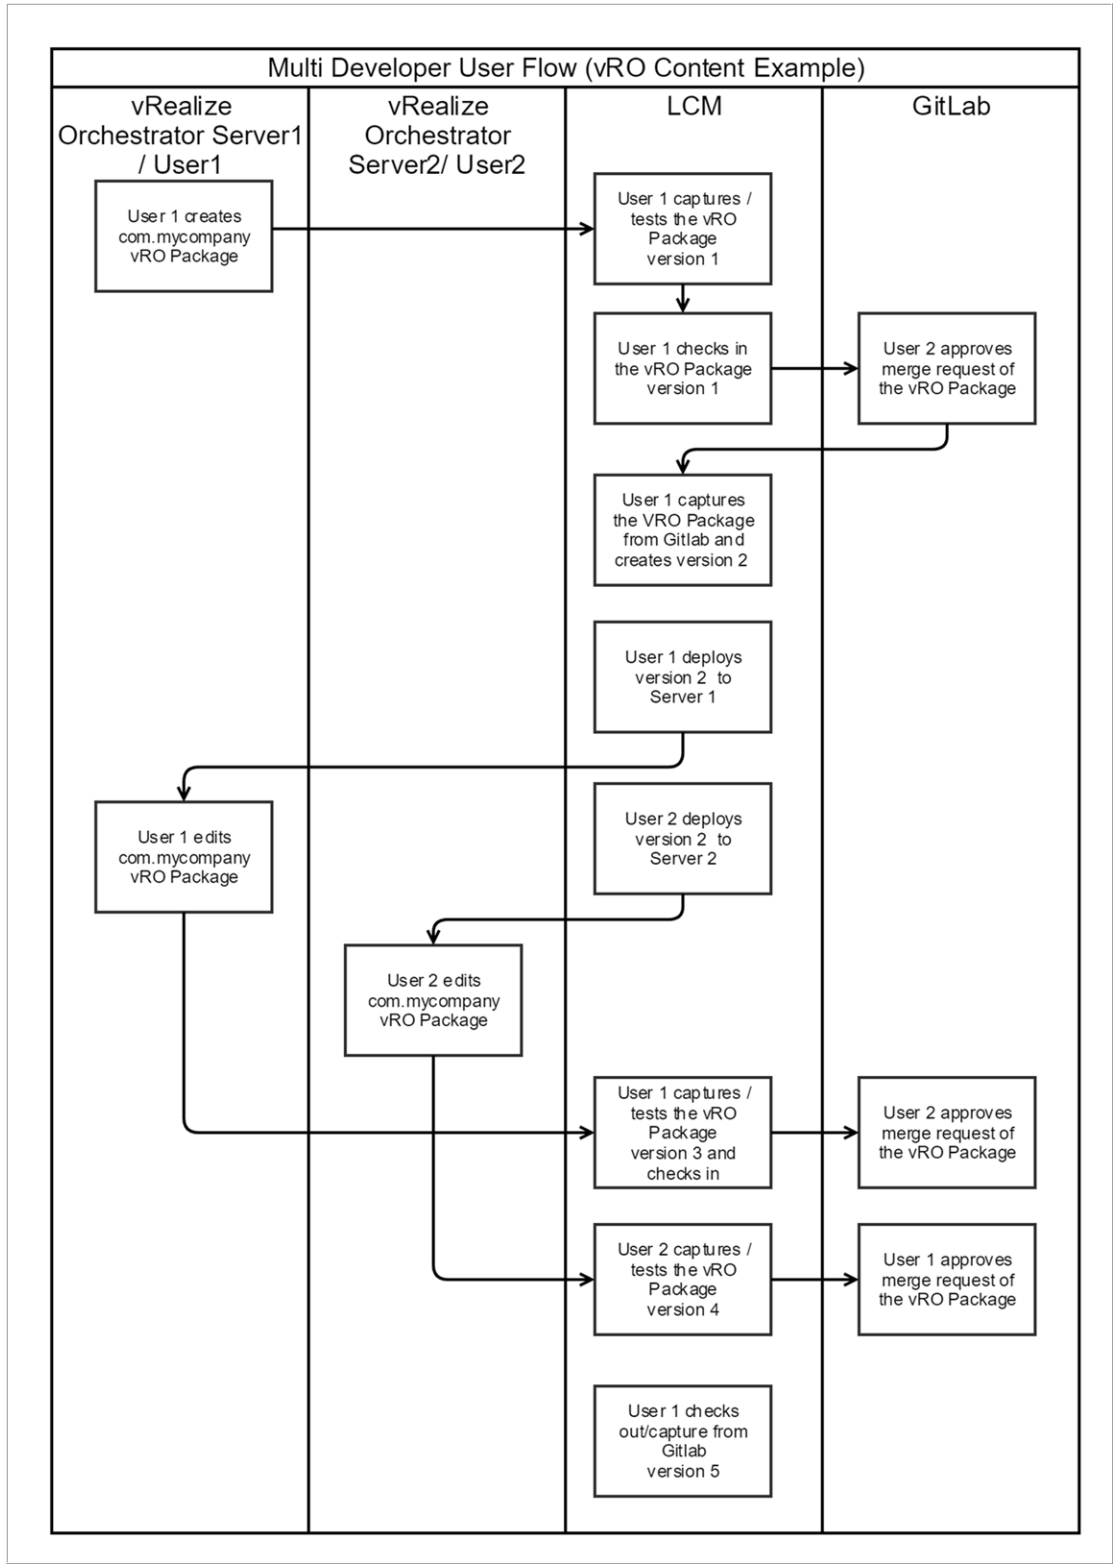 Multi Developer User Flow (vRO Content Example)
vRealize
Orchestrator Server1
/ User1
vRealize
Orchestrator
Server2/ User2
LCM
GitLab
User 1 creates
com.mycompany
vRO Package
User 1 captures /
tests the vRO
Package
version 1
User 1 checks in
the vRO Package
version 1
User 2 approves
merge request of
the vRO Package
User 1 captures
the VRO Package
from Gitlab and
creates version 2
User 1 deploys
version 2 to
Server 1
User 1 edits
com.mycompany
vRO Package
User 2 deploys
version 2 to
Server 2
User 2 edits
com.mycompany
vRO Package
User 1 captures /
tests the vRO
Package
version 3 and
checks in
User 2 approves
merge request of
the vRO Package
User 2 captures /
tests the vRO
Package
version 4
User 1 approves
merge request of
the vRO Package
User 1 checks
out/capture from
Gitlab
version 5